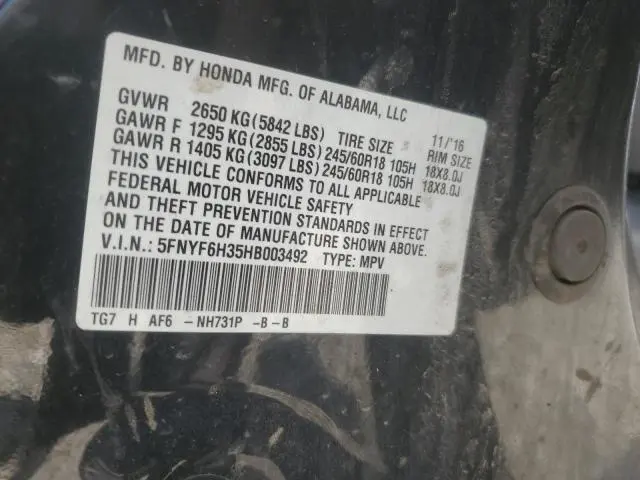 MFD. BY HONDA MFG. OF ALABAMA, LLC
GVWR 2650 KG (5842 LBS) TIRE SIZE 11/'16 RIM SIZE
GAWR F 1295 KG (2855 LBS) 245/60R18 105H 18X8.0J
GAWR R 1405 KG (3097 LBS) 245/60R18 105H 18X8.0J
THIS VEHICLE CONFORMS TO ALL APPLICABLE
FEDERAL MOTOR VEHICLE SAFETY
AND THEFT PREVENTION STANDARDS IN EFFECT
ON THE DATE OF MANUFACTURE SHOWN ABOVE.
V.I.N.: 5FNYF6H35HB003492 TYPE: MPV
TG7 H AF6 - NH731P -B - B